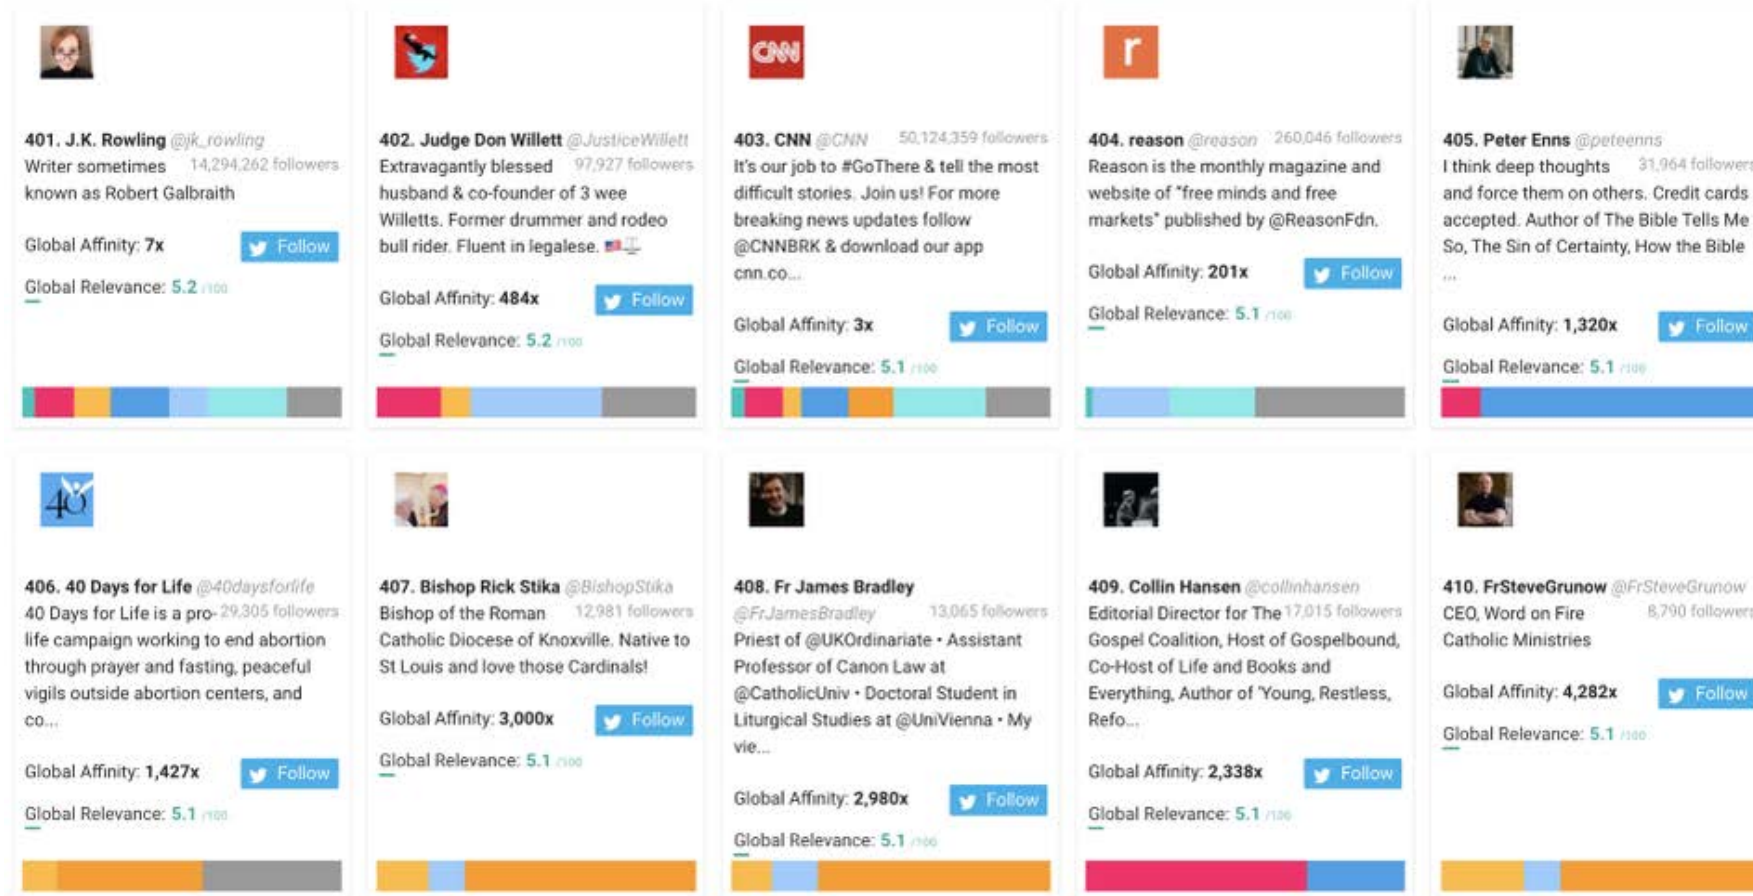 CNN
r
401. J.K. Rowling @jk_rowling
Writer sometimes 14,294,262 followers
known as Robert Galbraith
Global Affinity: 7x
Follow
Global Relevance: 5.2 /100
402. Judge Don Willett @JusticeWillett
Extravagantly blessed 97,927 followers
husband & co-founder of 3 wee
Willetts. Former drummer and rodeo
bull rider. Fluent in legalese.
Global Affinity: 484x
Follow
Global Relevance: 5.2 /100
403. CNN @CNN 50,124,359 followers
It's our job to #GoThere & tell the most
difficult stories. Join us! For more
breaking news updates follow
@CNNBRK & download our app
cnn.co...
Global Affinity: 3x
Follow
Global Relevance: 5.1 /100
404. reason @reason 260,046 followers
Reason is the monthly magazine and
website of "free minds and free
markets" published by @ReasonFdn.
Global Affinity: 201x
Follow
Global Relevance: 5.1 /100
405. Peter Enns @peteenns
I think deep thoughts 31,964 followers
and force them on others. Credit cards
accepted. Author of The Bible Tells Me
So, The Sin of Certainty, How the Bible
...
Global Affinity: 1,320x
Follow
Global Relevance: 5.1 /100
40
406. 40 Days for Life @40daysforlife
40 Days for Life is a pro- 29,305 followers
life campaign working to end abortion
through prayer and fasting, peaceful
vigils outside abortion centers, and
co...
Global Affinity: 1,427x
Follow
Global Relevance: 5.1 /100
407. Bishop Rick Stika @BishopStika
Bishop of the Roman 12,981 followers
Catholic Diocese of Knoxville. Native to
St Louis and love those Cardinals!
Global Affinity: 3,000x
Follow
Global Relevance: 5.1 /100
408. Fr James Bradley
@FrJamesBradley 13,065 followers
Priest of @UKOrdinariate • Assistant
Professor of Canon Law at
@CatholicUniv • Doctoral Student in
Liturgical Studies at @UniVienna • My
vie...
Global Affinity: 2,980x
Follow
Global Relevance: 5.1 /100
409. Collin Hansen @collinhansen
Editorial Director for The 17,015 followers
Gospel Coalition, Host of Gospelbound,
Co-Host of Life and Books and
Everything, Author of 'Young, Restless,
Refo...
Global Affinity: 2,338x
Follow
Global Relevance: 5.1 /100
410. FrSteveGrunow @FrSteveGrunow
CEO, Word on Fire 8,790 followers
Catholic Ministries
Global Affinity: 4,282x
Follow
Global Relevance: 5.1 /100